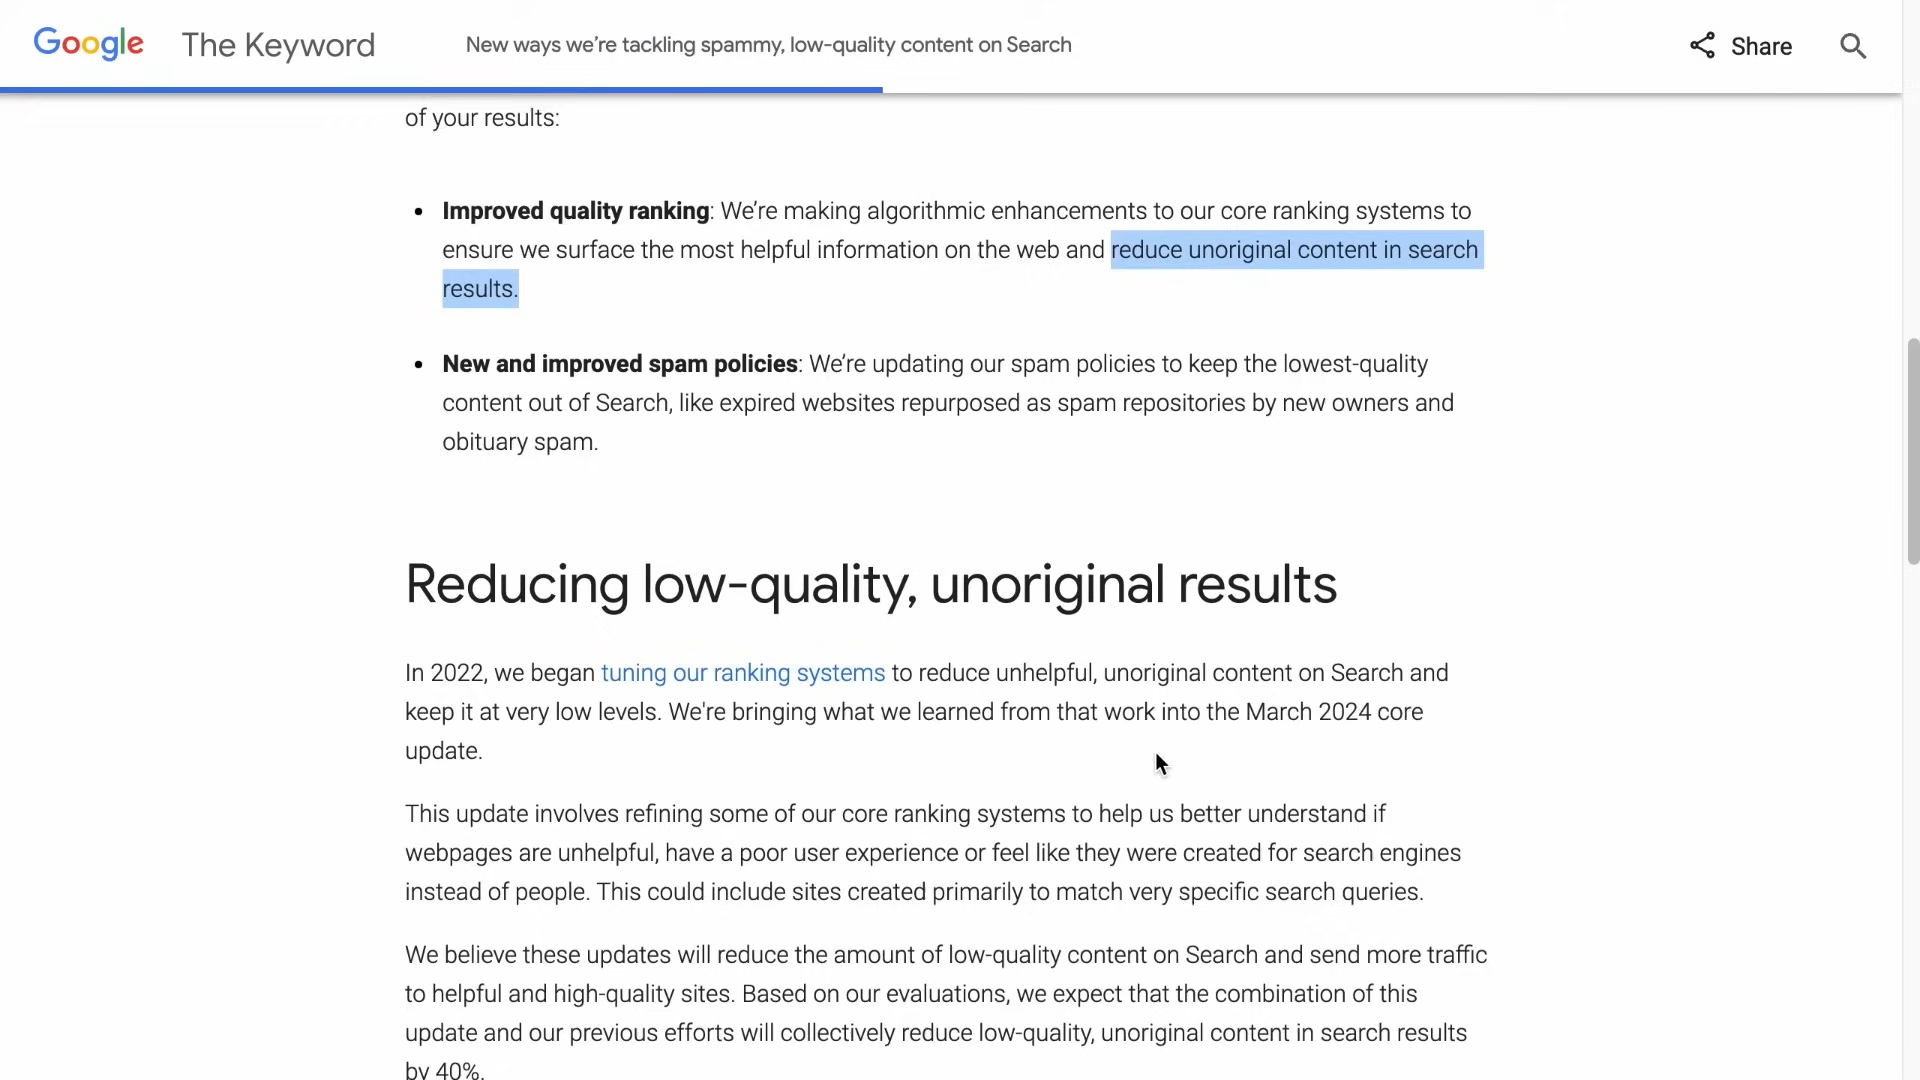 Google The Keyword New ways we’re tackling spammy, low-quality content on Search Share
of your results:
• Improved quality ranking: We’re making algorithmic enhancements to our core ranking systems to
ensure we surface the most helpful information on the web and reduce unoriginal content in search
results.
• New and improved spam policies: We’re updating our spam policies to keep the lowest-quality
content out of Search, like expired websites repurposed as spam repositories by new owners and
obituary spam.
Reducing low-quality, unoriginal results
In 2022, we began tuning our ranking systems to reduce unhelpful, unoriginal content on Search and
keep it at very low levels. We're bringing what we learned from that work into the March 2024 core
update.
This update involves refining some of our core ranking systems to help us better understand if
webpages are unhelpful, have a poor user experience or feel like they were created for search engines
instead of people. This could include sites created primarily to match very specific search queries.
We believe these updates will reduce the amount of low-quality content on Search and send more traffic
to helpful and high-quality sites. Based on our evaluations, we expect that the combination of this
update and our previous efforts will collectively reduce low-quality, unoriginal content in search results
by 40%.